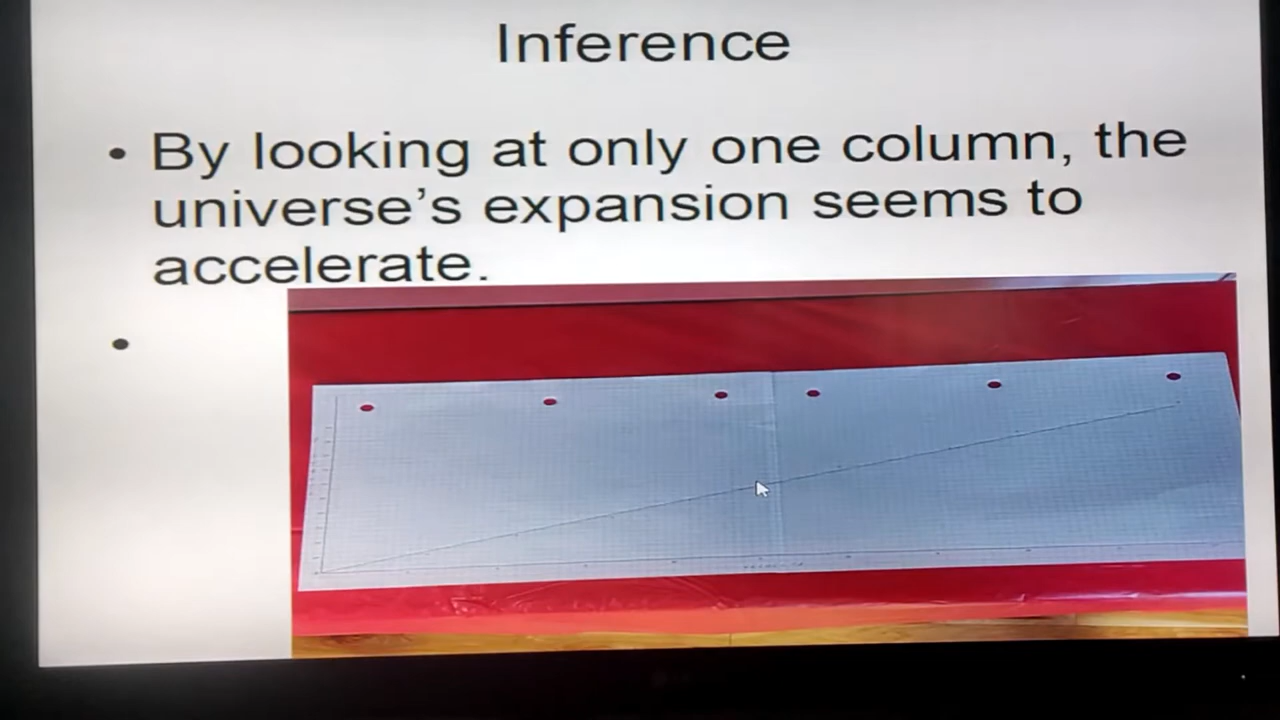 Inference
• By looking at only one column, the
universe’s expansion seems to
accelerate.
•